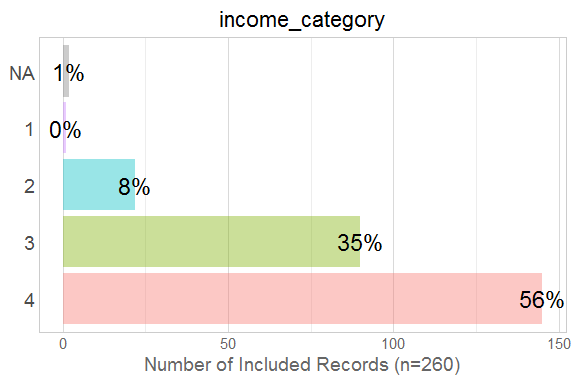 income_category
NA 1%
1 0%
2 8%
3 35%
4 56%
0 50 100 150
Number of Included Records (n=260)